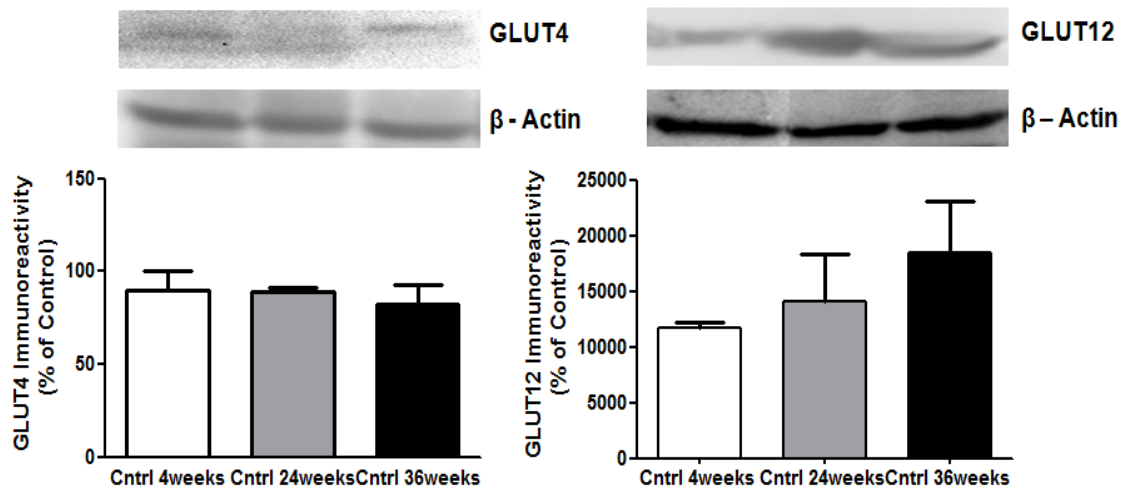 GLUT4
β - Actin
GLUT4 Immunoreactivity
(% of Control)
150
100
50
0
Cntrl 4weeks Cntrl 24weeks Cntrl 36weeks
GLUT12
β – Actin
GLUT12 Immunoreactivity
(% of Control)
25000
20000
15000
10000
5000
0
Cntrl 4weeks Cntrl 24weeks Cntrl 36weeks